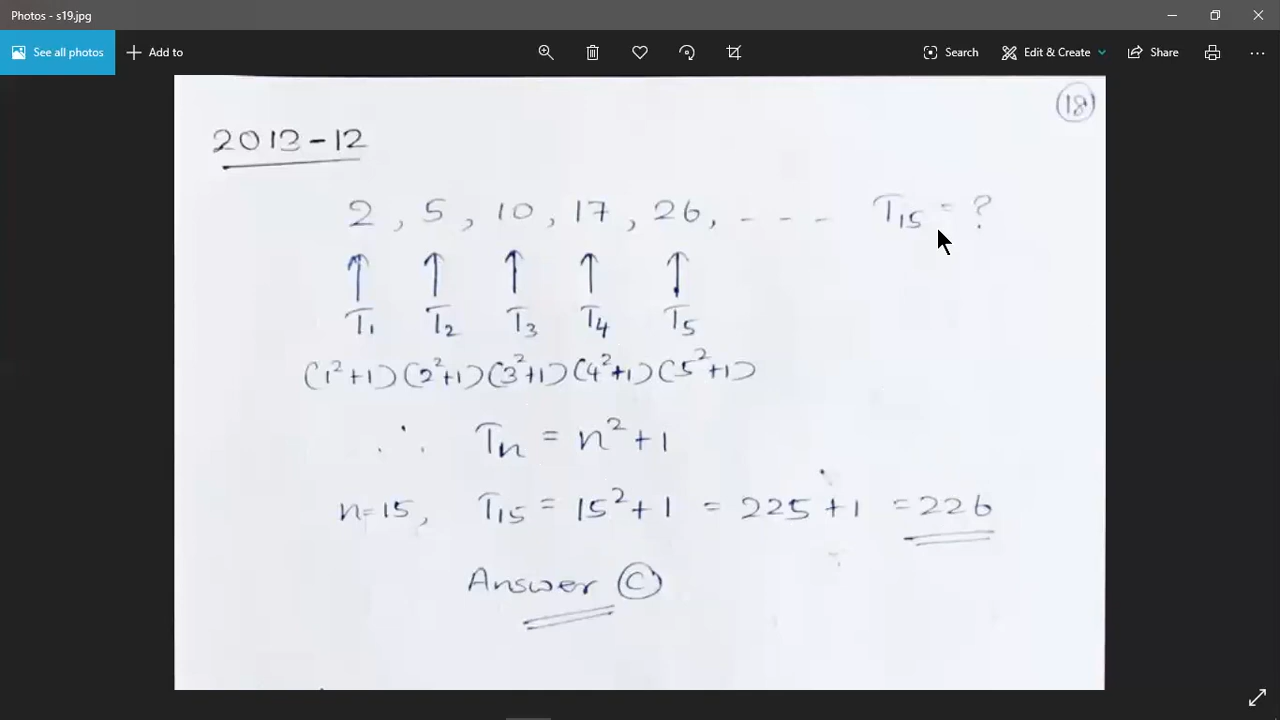 Photos - s19.jpg
See all photos + Add to Search Edit & Create Share
18
2013-12
2, 5, 10, 17, 26, - - - T₁₅ = ?
↑ ↑ ↑ ↑ ↑
T₁ T₂ T₃ T₄ T₅
(1²+1) (2²+1) (3²+1) (4²+1) (5²+1)
∴ Tn = n²+1
n=15, T₁₅ = 15²+1 = 225+1 = 226
Answer C